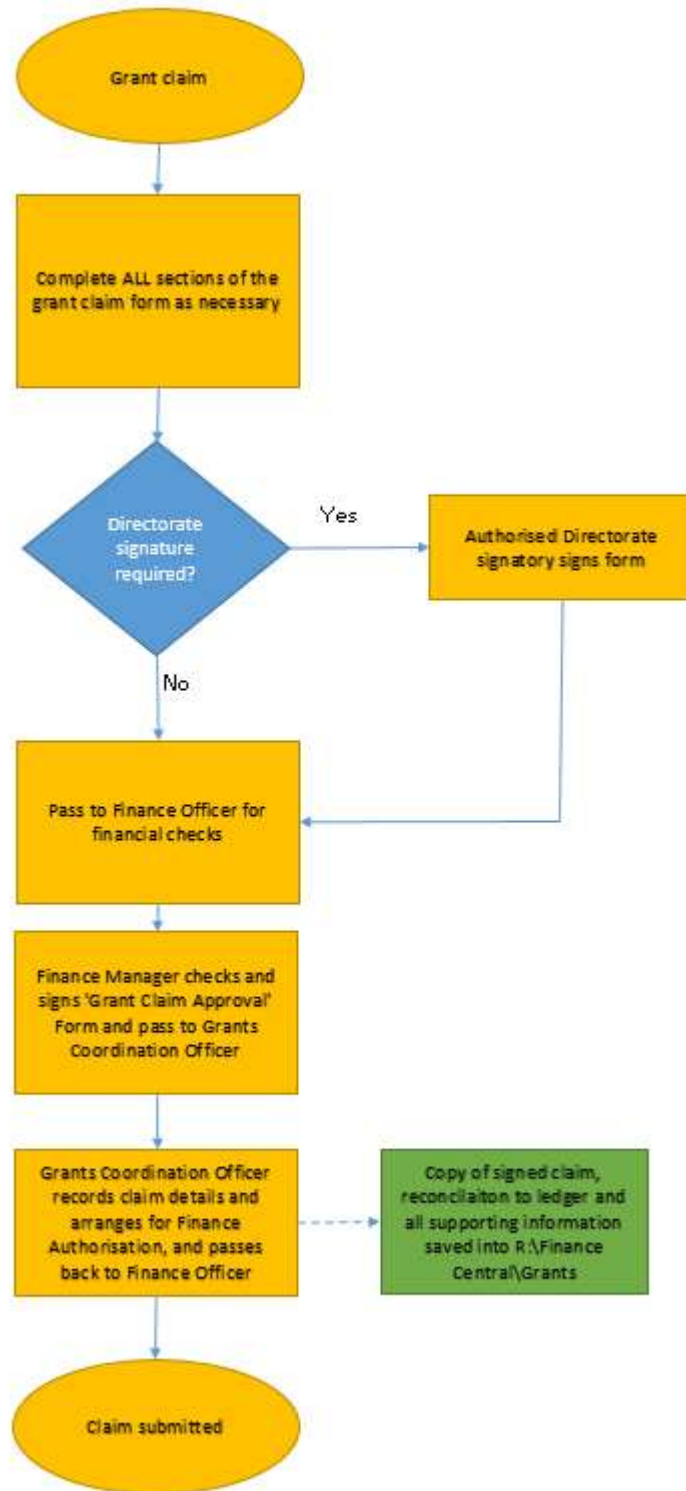 Grant claim
Complete ALL sections of the
grant claim form as necessary
Directorate
signature
required?
Yes
Authorised Directorate
signatory signs form
No
Pass to Finance Officer for
financial checks
Finance Manager checks and
signs 'Grant Claim Approval'
Form and pass to Grants
Coordination Officer
Grants Coordination Officer
records claim details and
arranges for Finance
Authorisation, and passes
back to Finance Officer
Copy of signed claim,
reconcilaiton to ledger and
all supporting information
saved into R:\Finance
Central\Grants
Claim submitted